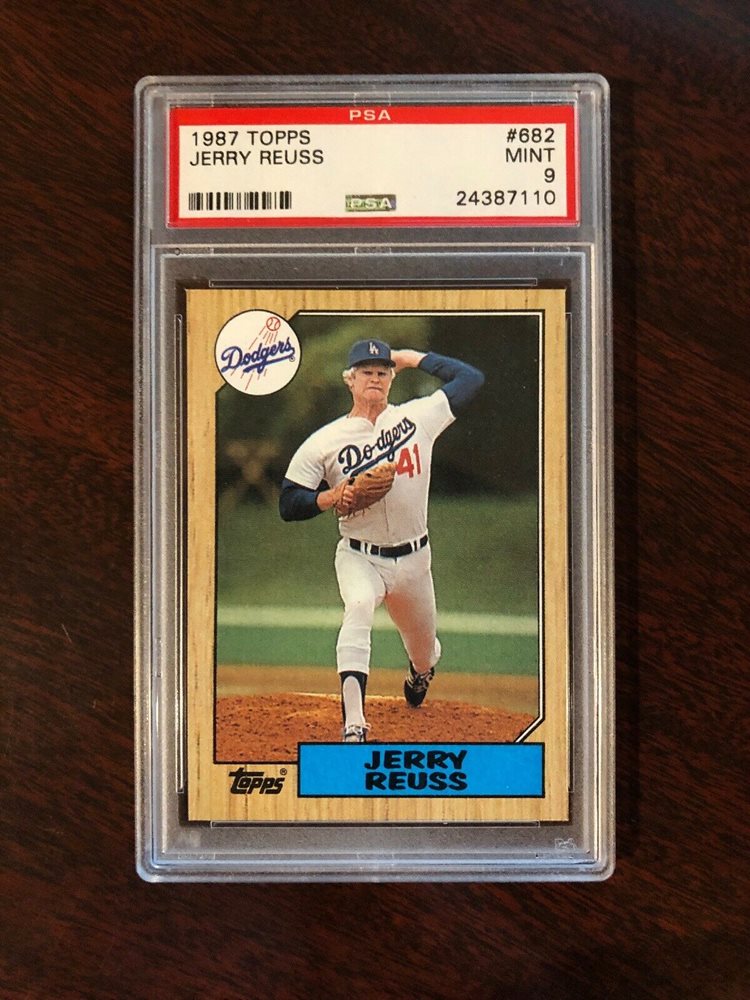 PSA
1987 TOPPS #682
JERRY REUSS MINT
9
PSA 24387110
Dodgers
LA
Dodgers
41
topps®
JERRY
REUSS